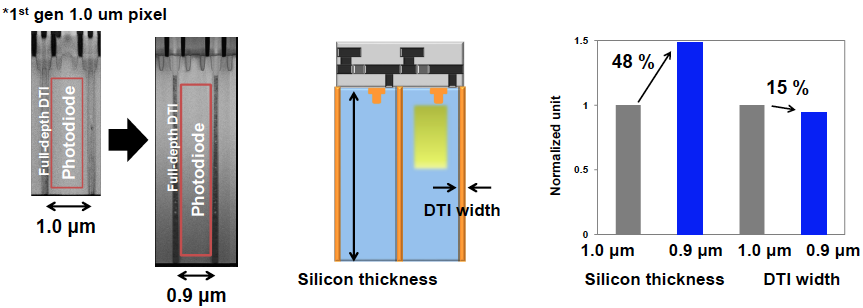 *1st gen 1.0 um pixel
Full-depth DTI
Photodiode
1.0 µm
Full-depth DTI
Photodiode
0.9 µm
DTI width
Silicon thickness
Normalized unit
1.5
1
0.5
0
48 %
15 %
1.0 µm 0.9 µm 1.0 µm 0.9 µm
Silicon thickness DTI width